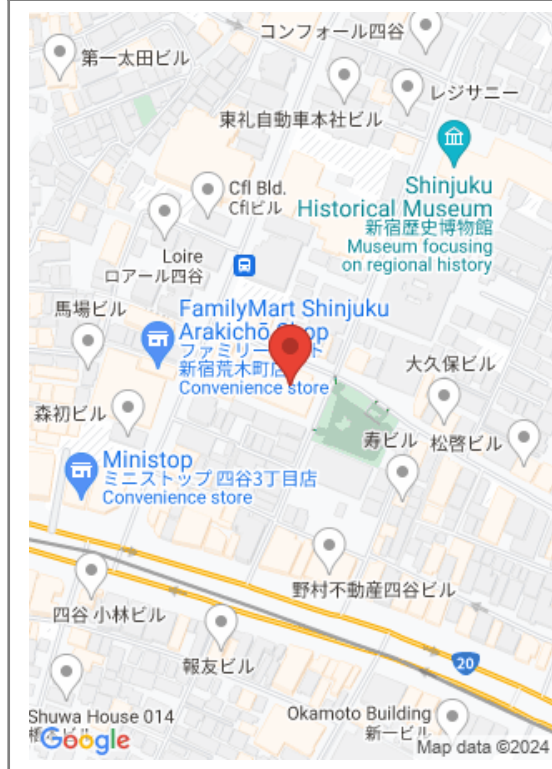 コンフォール四谷
第一太田ビル
レジサニー
東礼自動車本社ビル
Shinjuku
Historical Museum
新宿歴史博物館
Museum focusing
on regional history
Cfl Bld.
Cflビル
Loire
ロアール四谷
馬場ビル
FamilyMart Shinjuku
Arakichō Shop
ファミリー ト
新宿荒木町店
Convenience store
大久保ビル
森初ビル
寿ビル
松啓ビル
Ministop
ミニストップ 四谷3丁目店
Convenience store
野村不動産四谷ビル
四谷 小林ビル
20
報友ビル
Shuwa House 014
Okamoto Building
新一ビル
Google
Map data ©2024